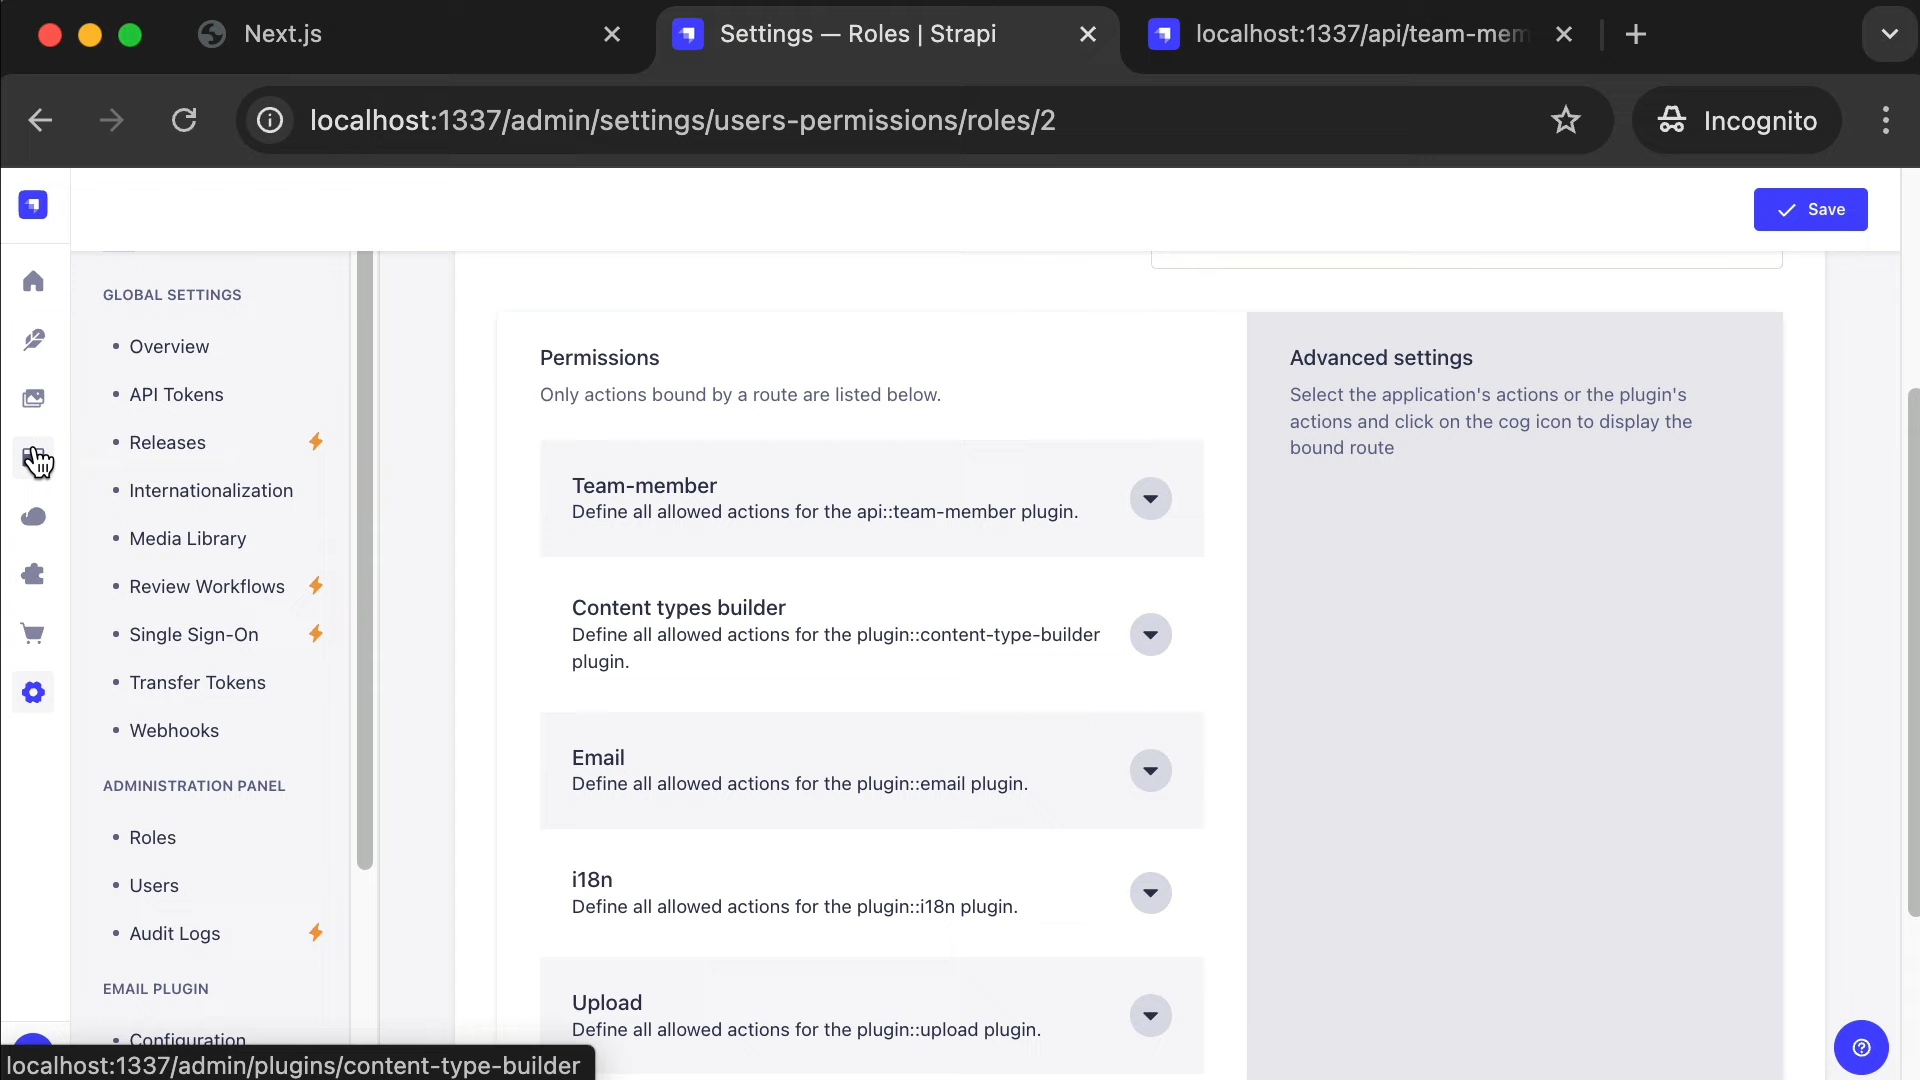 Next.js
Settings — Roles | Strapi
localhost:1337/api/team-mem
localhost:1337/admin/settings/users-permissions/roles/2
Incognito
Save
GLOBAL SETTINGS
Overview
API Tokens
Releases
Internationalization
Media Library
Review Workflows
Single Sign-On
Transfer Tokens
Webhooks
ADMINISTRATION PANEL
Roles
Users
Audit Logs
EMAIL PLUGIN
Configuration
Permissions
Only actions bound by a route are listed below.
Team-member
Define all allowed actions for the api::team-member plugin.
Content types builder
Define all allowed actions for the plugin::content-type-builder
plugin.
Email
Define all allowed actions for the plugin::email plugin.
i18n
Define all allowed actions for the plugin::i18n plugin.
Upload
Define all allowed actions for the plugin::upload plugin.
Advanced settings
Select the application's actions or the plugin's
actions and click on the cog icon to display the
bound route
localhost:1337/admin/plugins/content-type-builder